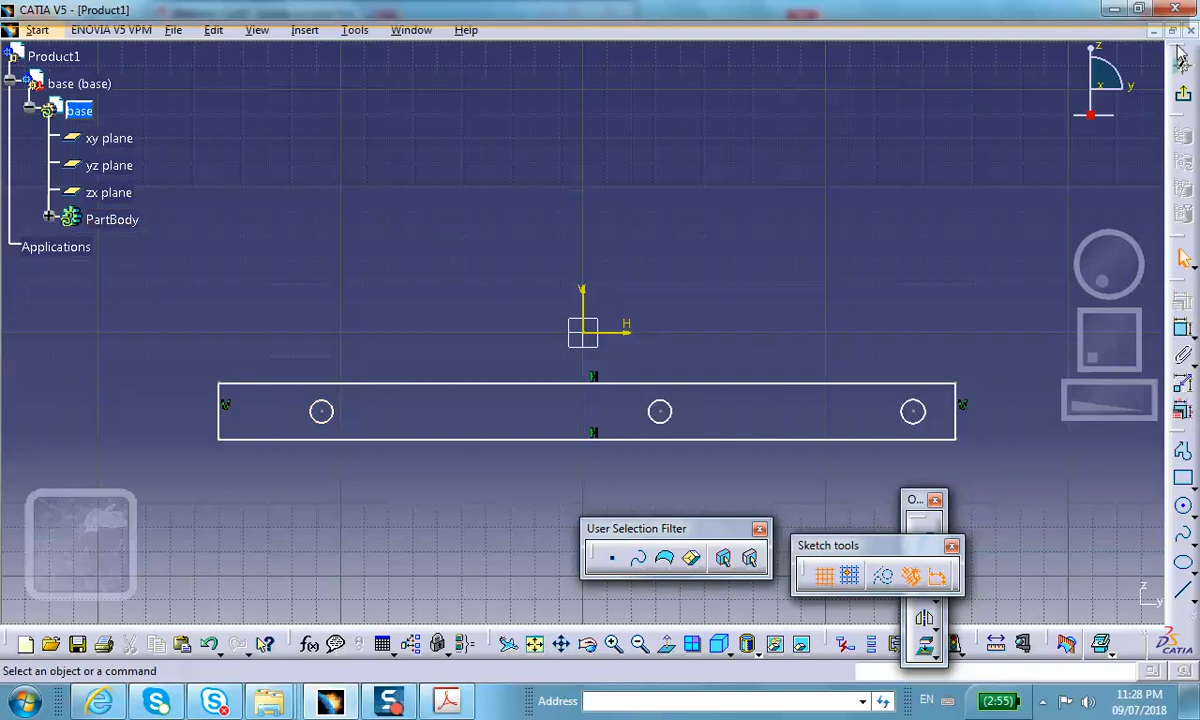 CATIA V5 - [Product1]
Start ENOVIA V5 VPM File Edit View Insert Tools Window Help
Product1
base (base)
base
xy plane
yz plane
zx plane
PartBody
Applications
z
x y
V
H
V
H
V
H
User Selection Filter
O...
Sketch tools
z
y
f(x)
CATIA
Select an object or a command
Address
EN
(2:55)
11:28 PM
09/07/2018